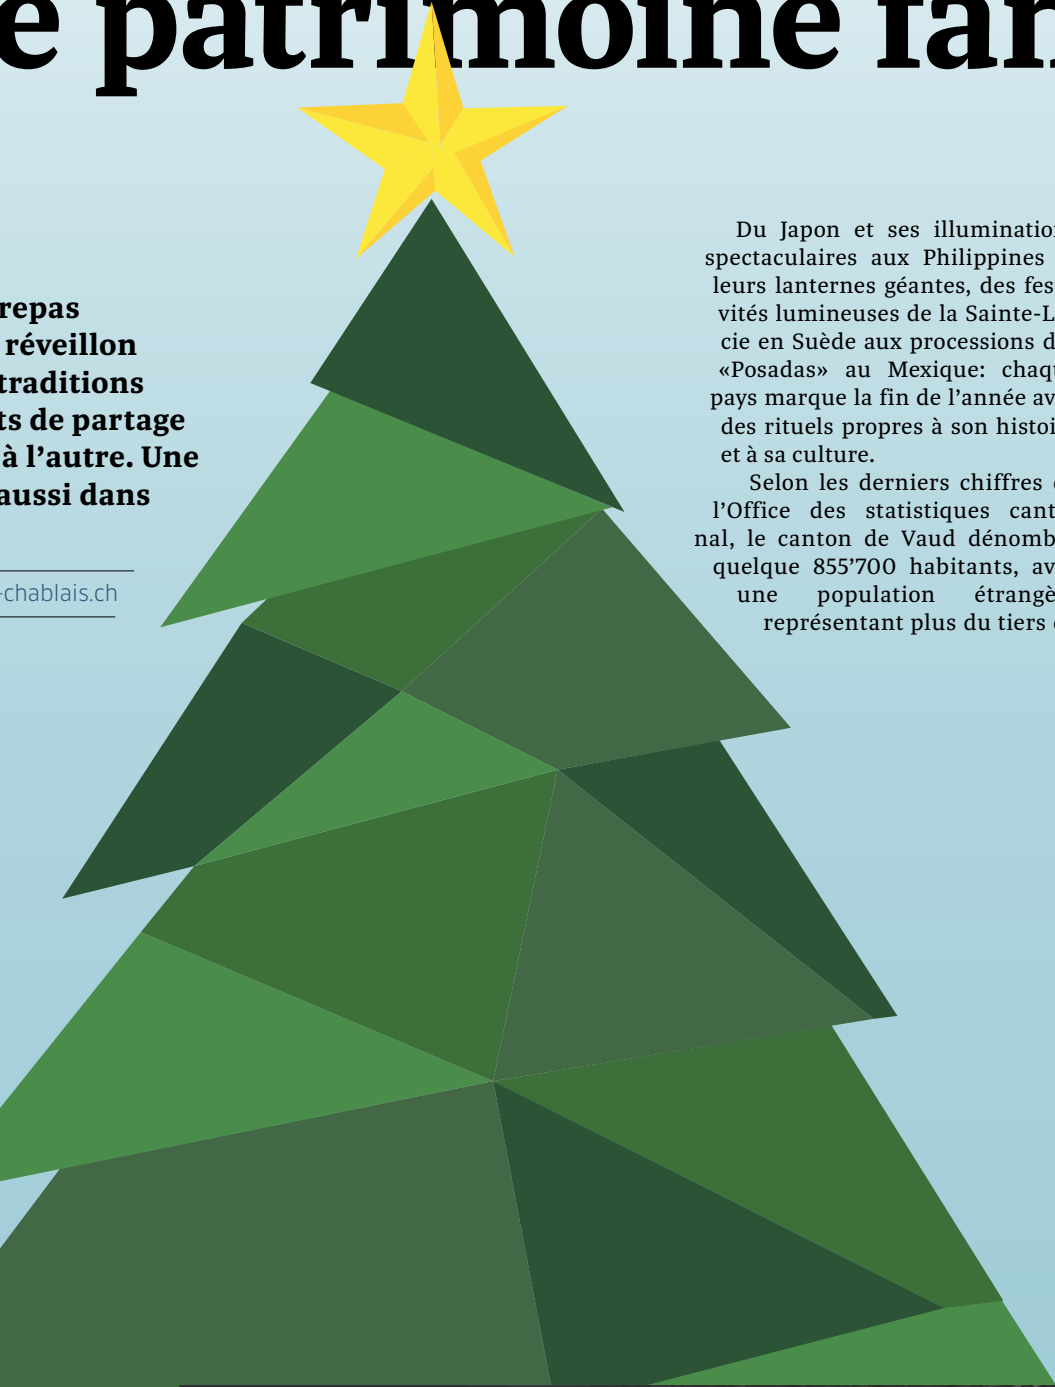 e patrimoine fam
repas
réveillon
traditions
ts de partage
à l’autre. Une
aussi dans
-chablais.ch
Du Japon et ses illumination
spectaculaires aux Philippines
leurs lanternes géantes, des fest
vités lumineuses de la Sainte-L
cie en Suède aux processions d
«Posadas» au Mexique: chaqu
pays marque la fin de l’année av
des rituels propres à son histoi
et à sa culture.
Selon les derniers chiffres
l’Office des statistiques cant
nal, le canton de Vaud dénomb
quelque 855’700 habitants, av
une population étrangè
représentant plus du tiers